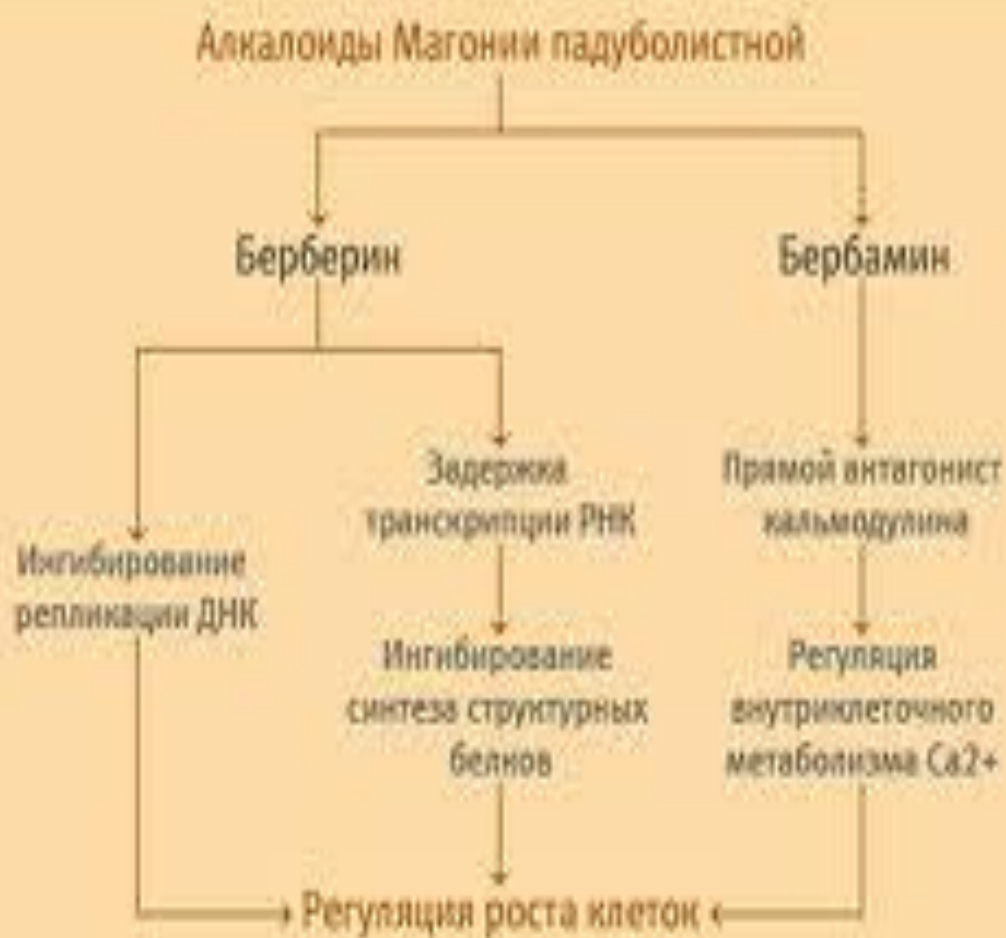 Алкалоиды Магонии падуболистной
Берберин
Бербамин
Ингибирование
репликации ДНК
Задержка
транскрипции РНК
Ингибирование
синтеза структурных
белков
Прямой антагонист
кальмодулина
Регуляция
внутриклеточного
метаболизма Ca2+
Регуляция роста клеток